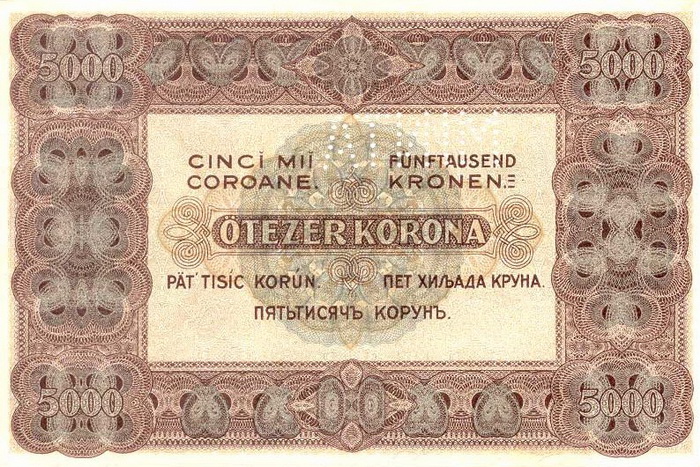 5000 5000
CINCI MII
COROANE.
FÜNFTAUSEND
KRONEN.
ÖTEZER KORONA
PÄŤ TISÍC KORÚN.
ПЕТ ХИЉАДА КРУНА.
ПЯТЬТИСЯЧЪ КОРУНЪ.
5000 5000